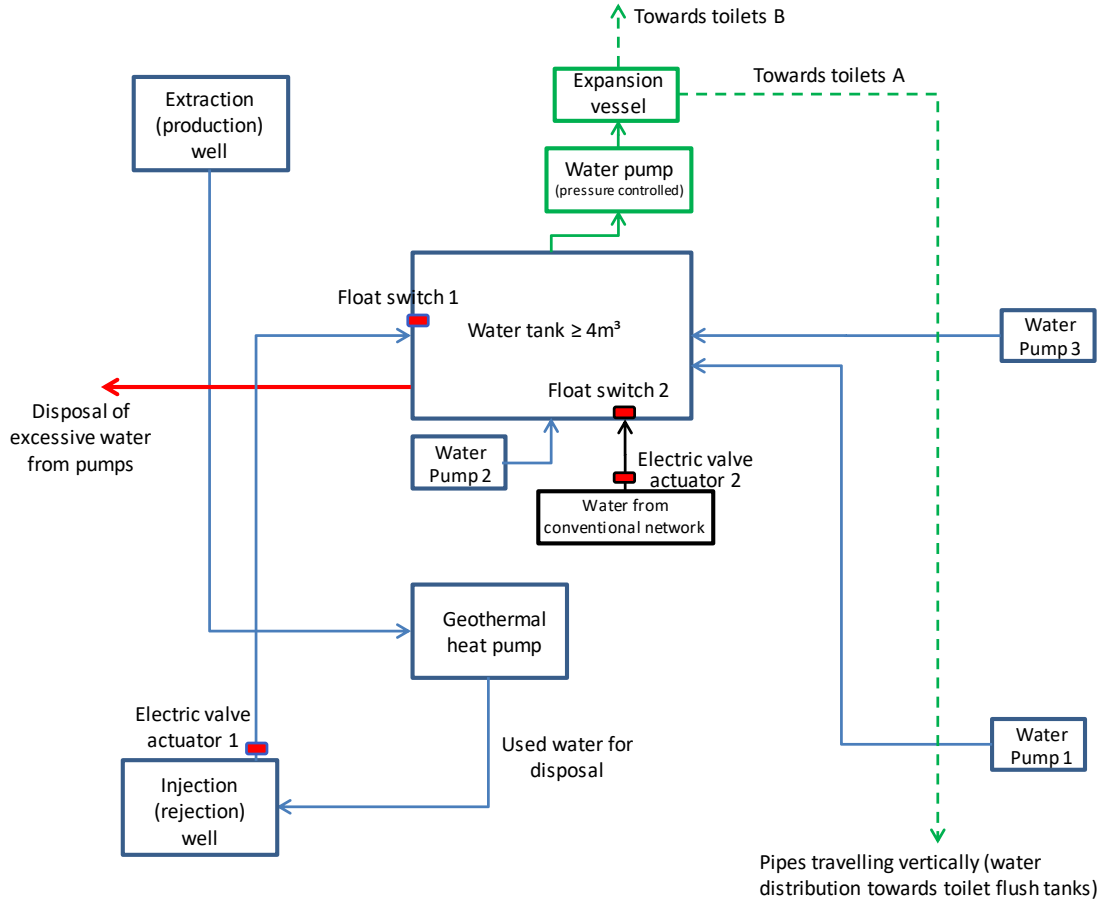 Towards toilets B
Expansion
vessel
Towards toilets A
Extraction
(production)
well
Water pump
(pressure controlled)
Float switch 1
Water tank ≥ 4m³
Water
Pump 3
Float switch 2
Disposal of
excessive water
from pumps
Water
Pump 2
Electric valve
actuator 2
Water from
conventional network
Geothermal
heat pump
Electric valve
actuator 1
Used water for
disposal
Water
Pump 1
Injection
(rejection)
well
Pipes travelling vertically (water
distribution towards toilet flush tanks)